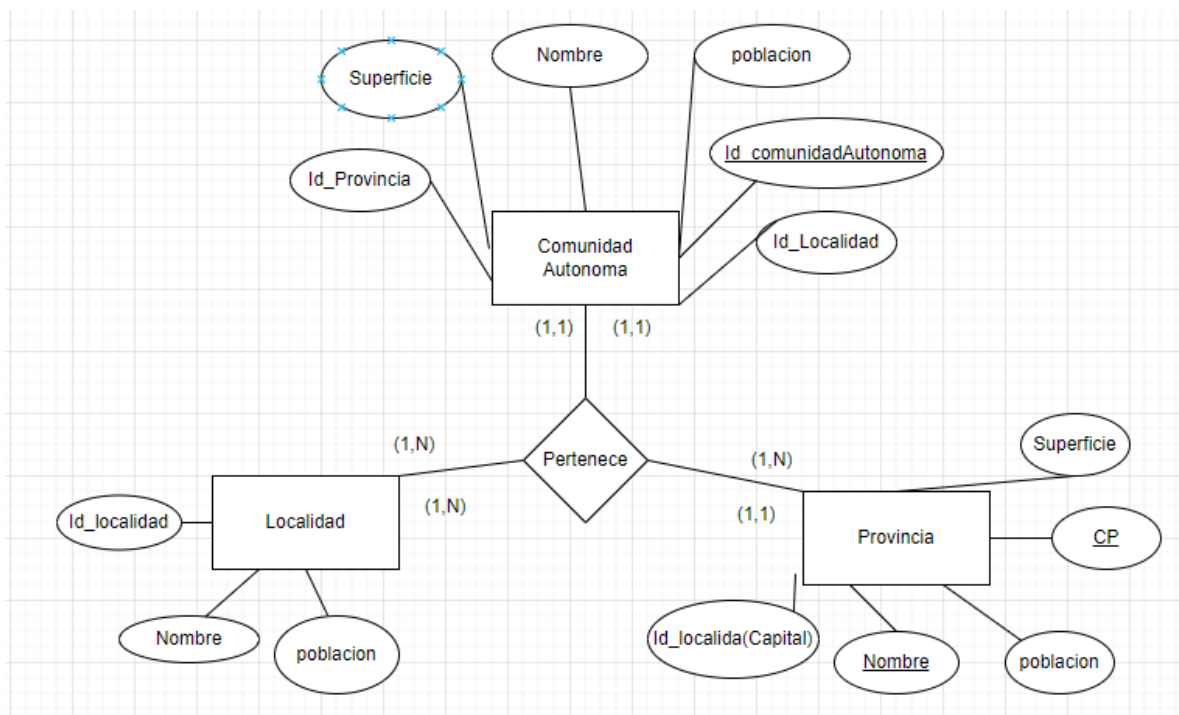 Nombre
poblacion
Superficie
Id_comunidadAutonoma
Id_Provincia
Id_Localidad
Comunidad
Autonoma
(1,1)
(1,1)
(1,N)
Pertenece
(1,N)
Superficie
(1,N)
(1,1)
Id_localidad
Localidad
Provincia
CP
Nombre
poblacion
Id_localida(Capital)
Nombre
poblacion